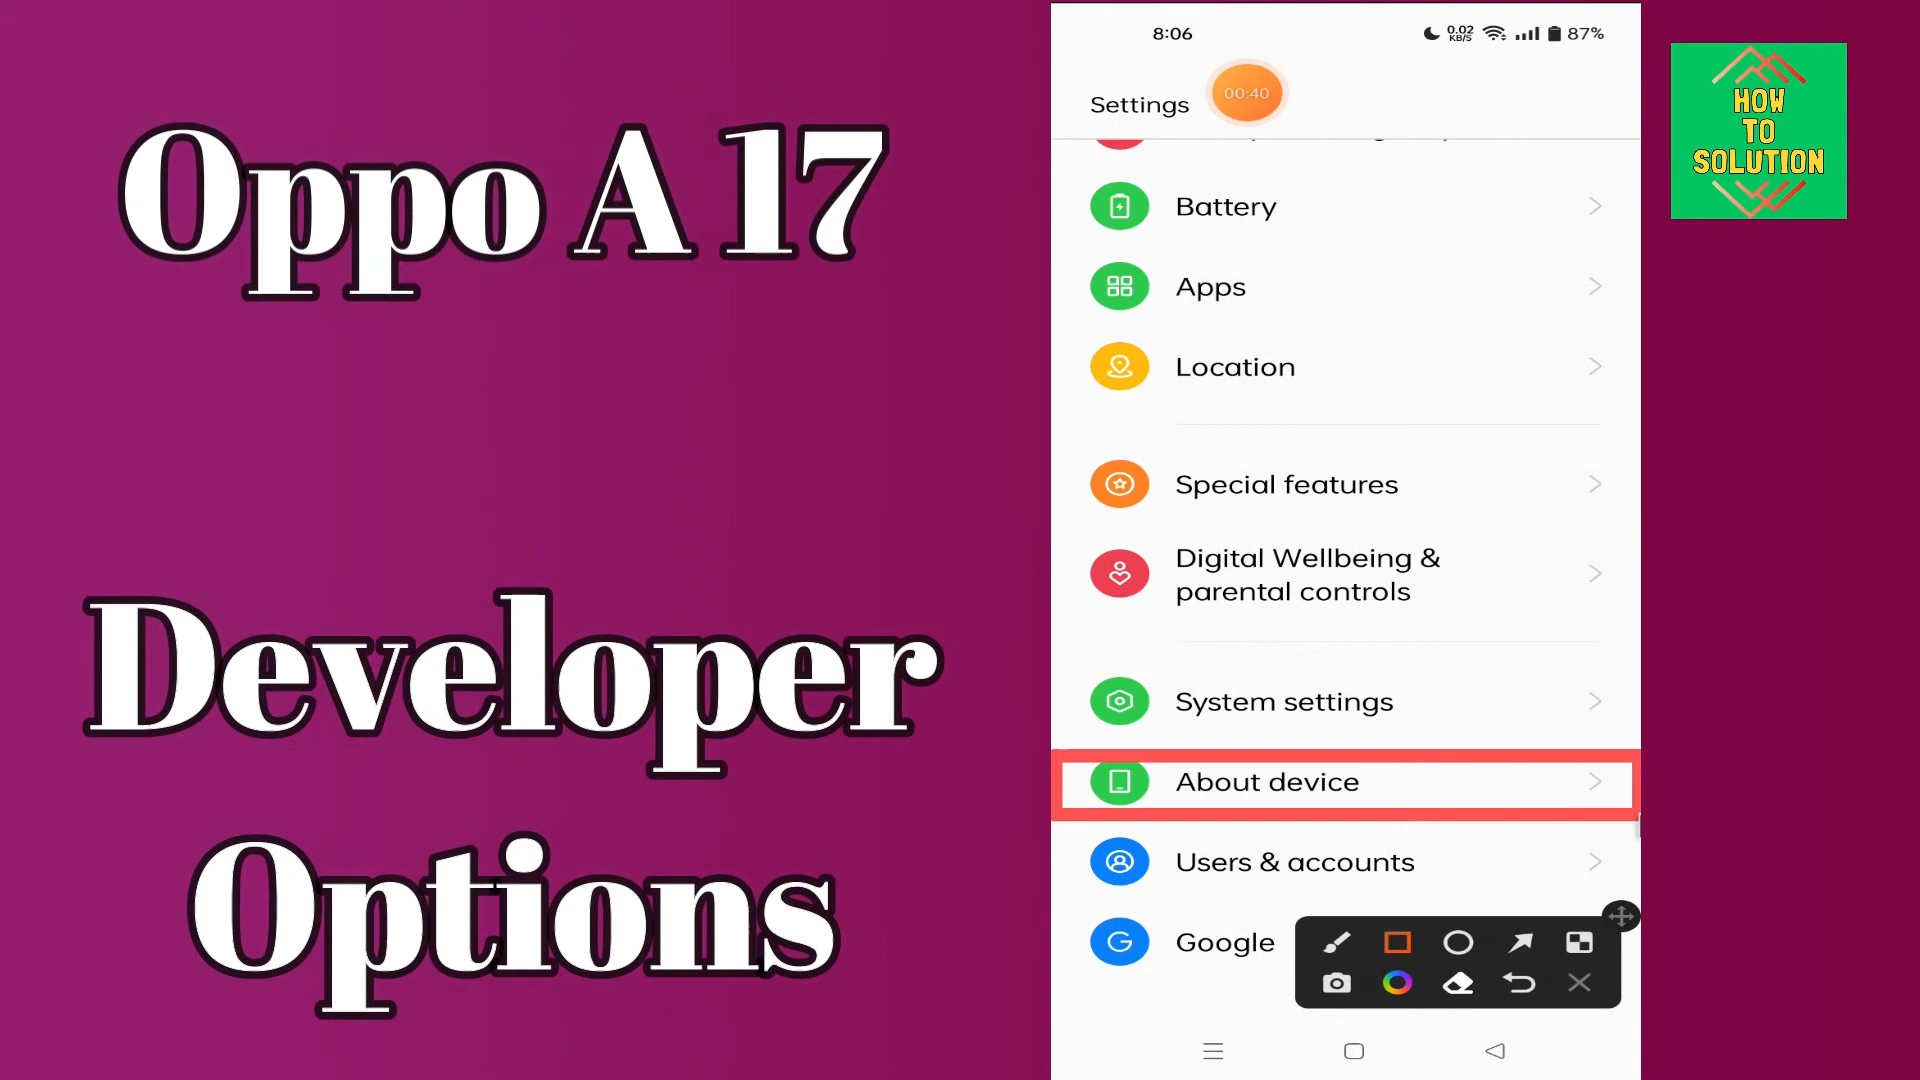 Oppo A 17
Developer
Options
8:06
0.02
KB/S
87%
Settings
00:40
Battery
Apps
Location
Special features
Digital Wellbeing &
parental controls
System settings
About device
Users & accounts
Google
HOW
TO
SOLUTION